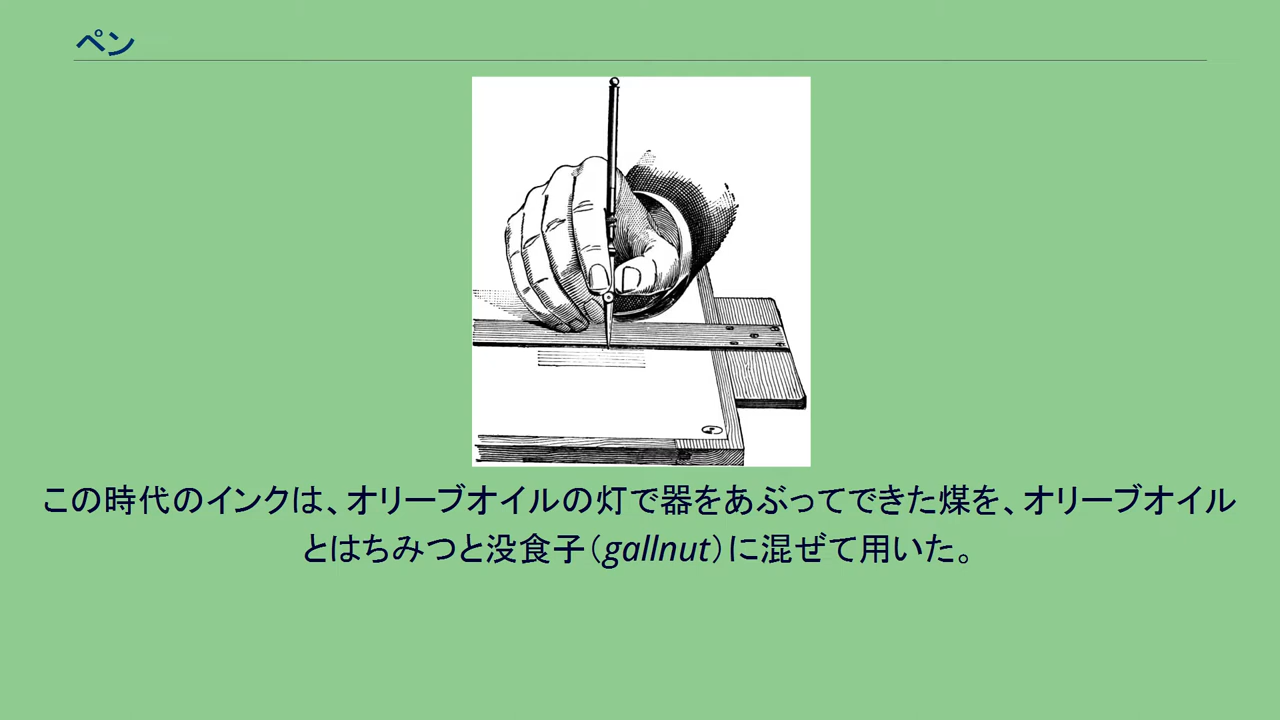 ペン
この時代のインクは、オリーブオイルの灯で器をあぶってできた煤を、オリーブオイル
とはちみつと没食子（gallnut）に混ぜて用いた。